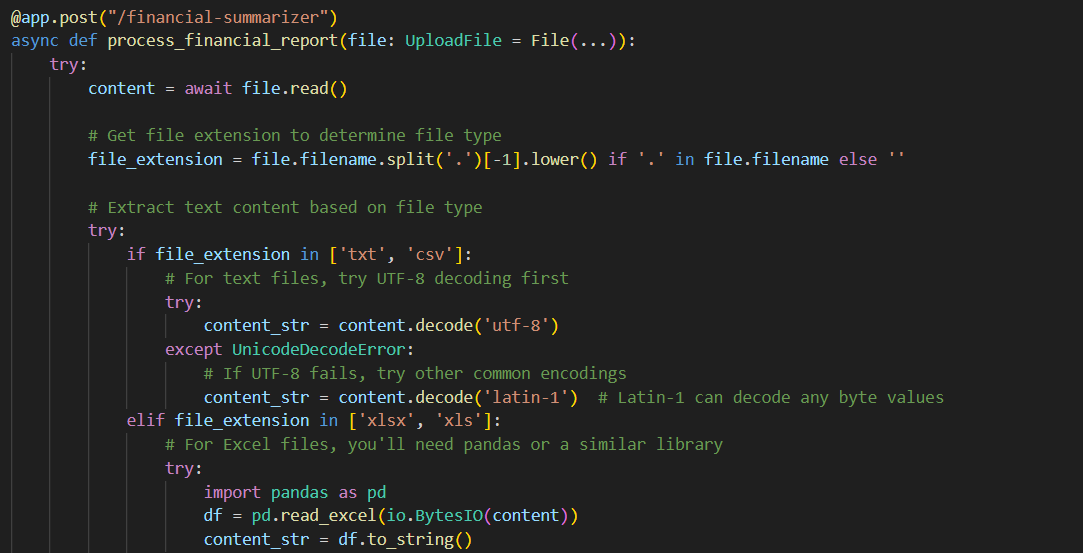 @app.post("/financial-summarizer")
async def process_financial_report(file: UploadFile = File(...)):
    try:
        content = await file.read()

        # Get file extension to determine file type
        file_extension = file.filename.split('.')[-1].lower() if '.' in file.filename else ''

        # Extract text content based on file type
        try:
            if file_extension in ['txt', 'csv']:
                # For text files, try UTF-8 decoding first
                try:
                    content_str = content.decode('utf-8')
                except UnicodeDecodeError:
                    # If UTF-8 fails, try other common encodings
                    content_str = content.decode('latin-1')  # Latin-1 can decode any byte values
            elif file_extension in ['xlsx', 'xls']:
                # For Excel files, you'll need pandas or a similar library
                try:
                    import pandas as pd
                    df = pd.read_excel(io.BytesIO(content))
                    content_str = df.to_string()